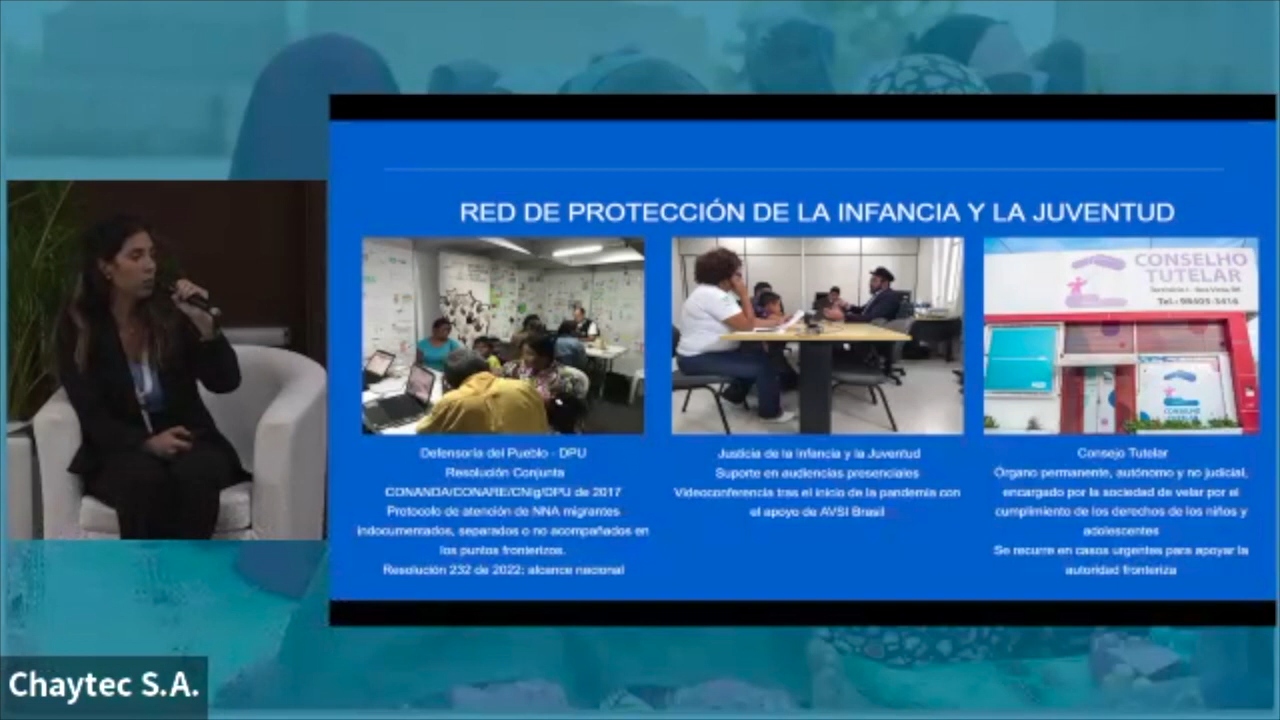 RED DE PROTECCIÓN DE LA INFANCIA Y LA JUVENTUD
CONSELHO
TUTELAR
Tel.: 98405-3414
CONSELHO
TUTELAR
Defensoría del Pueblo - DPU
Resolución Conjunta
CONANDA/CONARE/CNIg/DPU de 2017
Protocolo de atención de NNA migrantes
indocumentados, separados o no acompañados en
los puntos fronterizos.
Resolución 232 de 2022: alcance nacional
Justicia de la Infancia y la Juventud
Suporte en audiencias presenciales
Videoconferencia tras el inicio de la pandemia con
el apoyo de AVSI Brasil
Consejo Tutelar
Órgano permanente, autónomo y no judicial,
encargado por la sociedad de velar por el
cumplimiento de los derechos de los niños y
adolescentes
Se recurre en casos urgentes para apoyar la
autoridad fronteriza
Chaytec S.A.